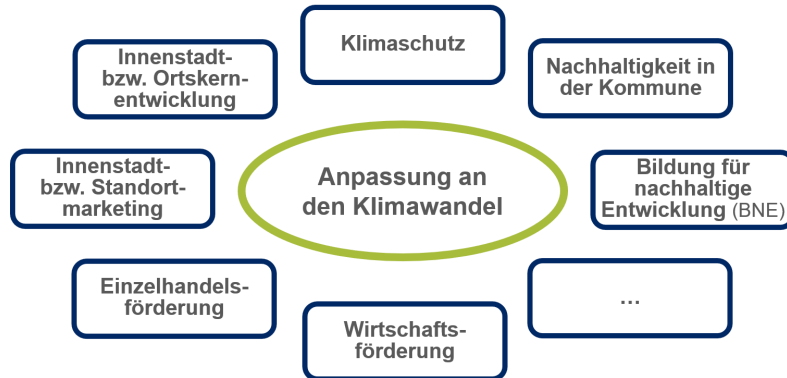 Klimaschutz
Innenstadt-
bzw. Ortskern-
entwicklung
Nachhaltigkeit in
der Kommune
Innenstadt-
bzw. Standort-
marketing
Anpassung an
den Klimawandel
Bildung für
nachhaltige
Entwicklung (BNE)
Einzelhandels-
förderung
...
Wirtschafts-
förderung